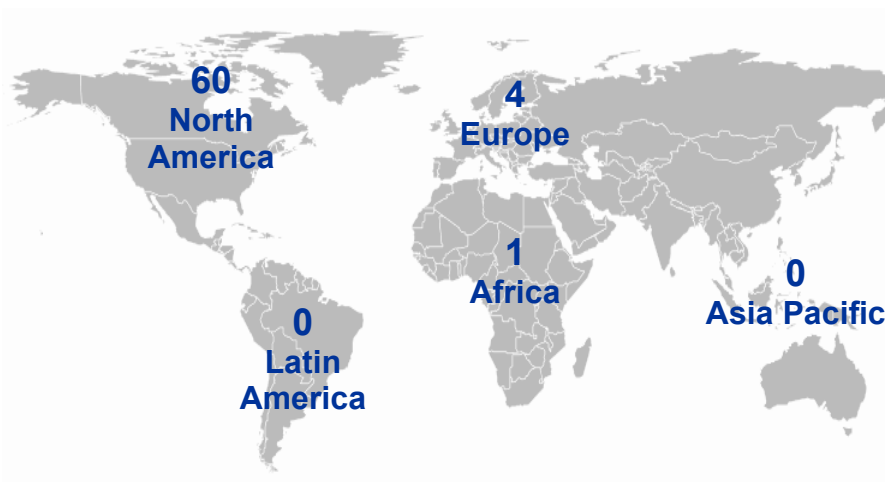 60
North
America
4
Europe
1
Africa
0
Asia Pacific
0
Latin
America